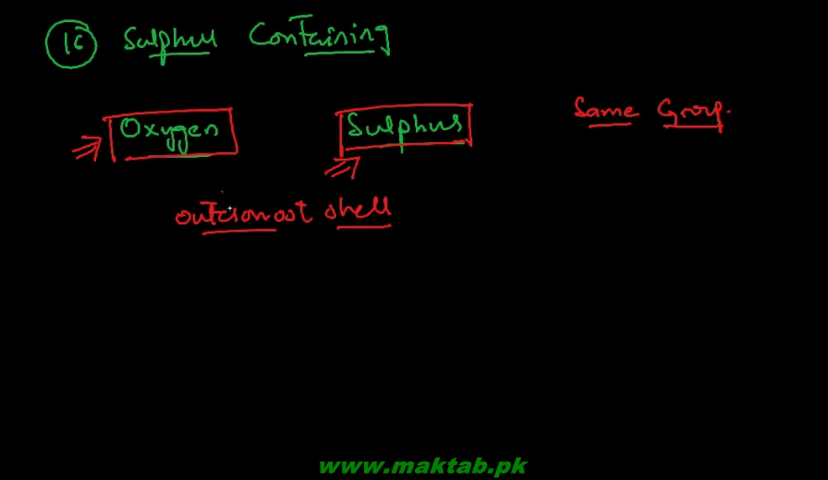 16 Sulphur Containing
Oxygen Sulphur Same Group.
outermost shell
www.maktab.pk